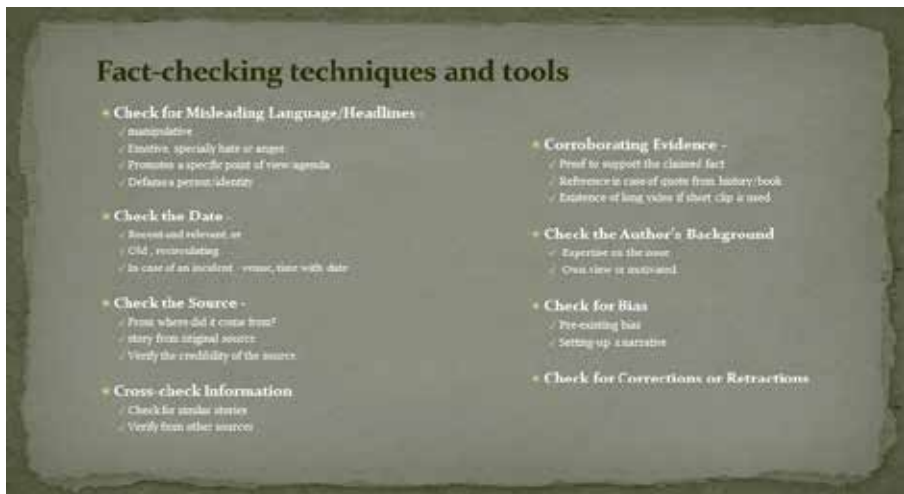 Fact-checking techniques and tools
Check for Misleading Language/Headlines -
manipulative
Emotive, specially hate or anger
Promotes a specific point of view/agenda
Defames a person/identity
Check the Date -
Recent and relevant, or
Old , recirculating
In case of an incident - venue, time with date
Check the Source -
From where did it come from?
story from original source
Verify the credibility of the source
Cross-check Information
Check for similar stories
Verify from other sources
Corroborating Evidence -
Proof to support the claimed fact
Reference in case of quote from history/book
Existence of long video if short clip is used
Check the Author's Background
Expertise on the issue
Own view or motivated
Check for Bias
Pre-existing bias
Setting-up a narrative
Check for Corrections or Retractions